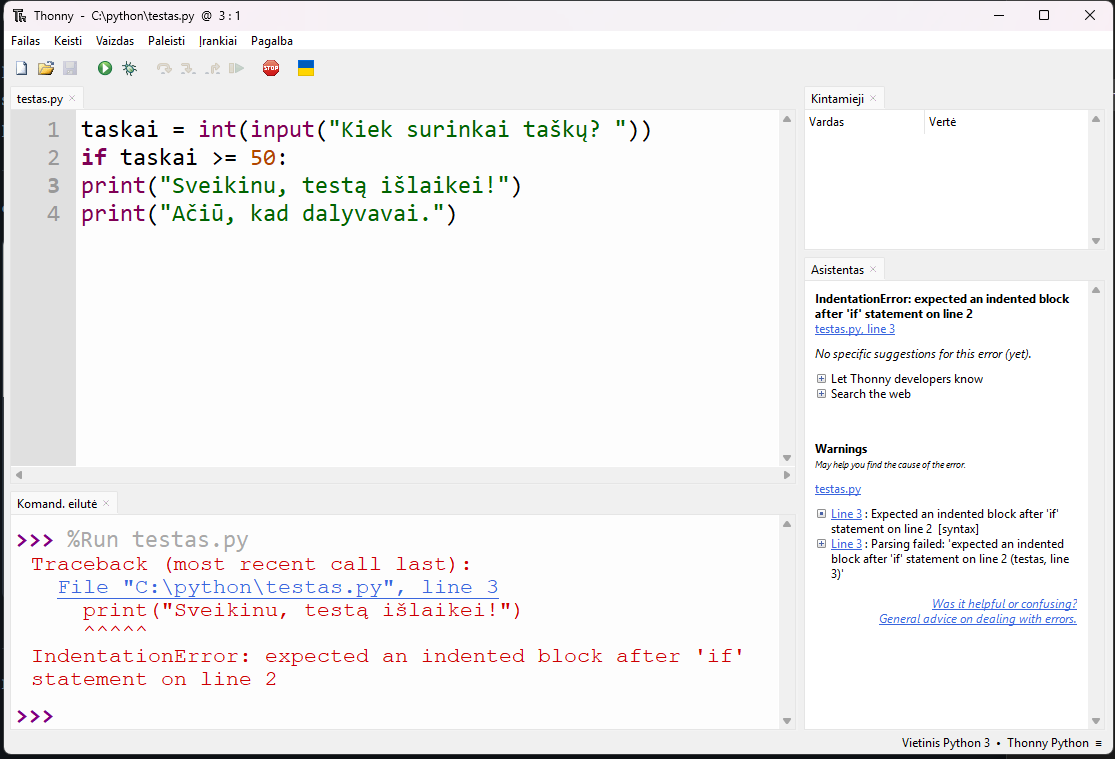 Thonny - C:\python\testas.py @ 3 : 1
Failas Keisti Vaizdas Paleisti Įrankiai Pagalba
STOP
testas.py
1 taskai = int(input("Kiek surinkai taškų? "))
2 if taskai >= 50:
3 print("Sveikinu, testą išlaikei!")
4 print("Ačiū, kad dalyvavai.")
Komand. eilutė
>>> %Run testas.py
Traceback (most recent call last):
File "C:\python\testas.py", line 3
print("Sveikinu, testą išlaikei!")
^^^^^
IndentationError: expected an indented block after 'if'
statement on line 2
>>>
Kintamieji
Vardas Vertė
Asistentas
IndentationError: expected an indented block
after 'if' statement on line 2
testas.py, line 3
No specific suggestions for this error (yet).
Let Thonny developers know
Search the web
Warnings
May help you find the cause of the error.
testas.py
Line 3 : Expected an indented block after 'if'
statement on line 2 [syntax]
Line 3 : Parsing failed: 'expected an indented
block after 'if' statement on line 2 (testas, line
3)'
Was it helpful or confusing?
General advice on dealing with errors.
Vietinis Python 3 • Thonny Python ≡